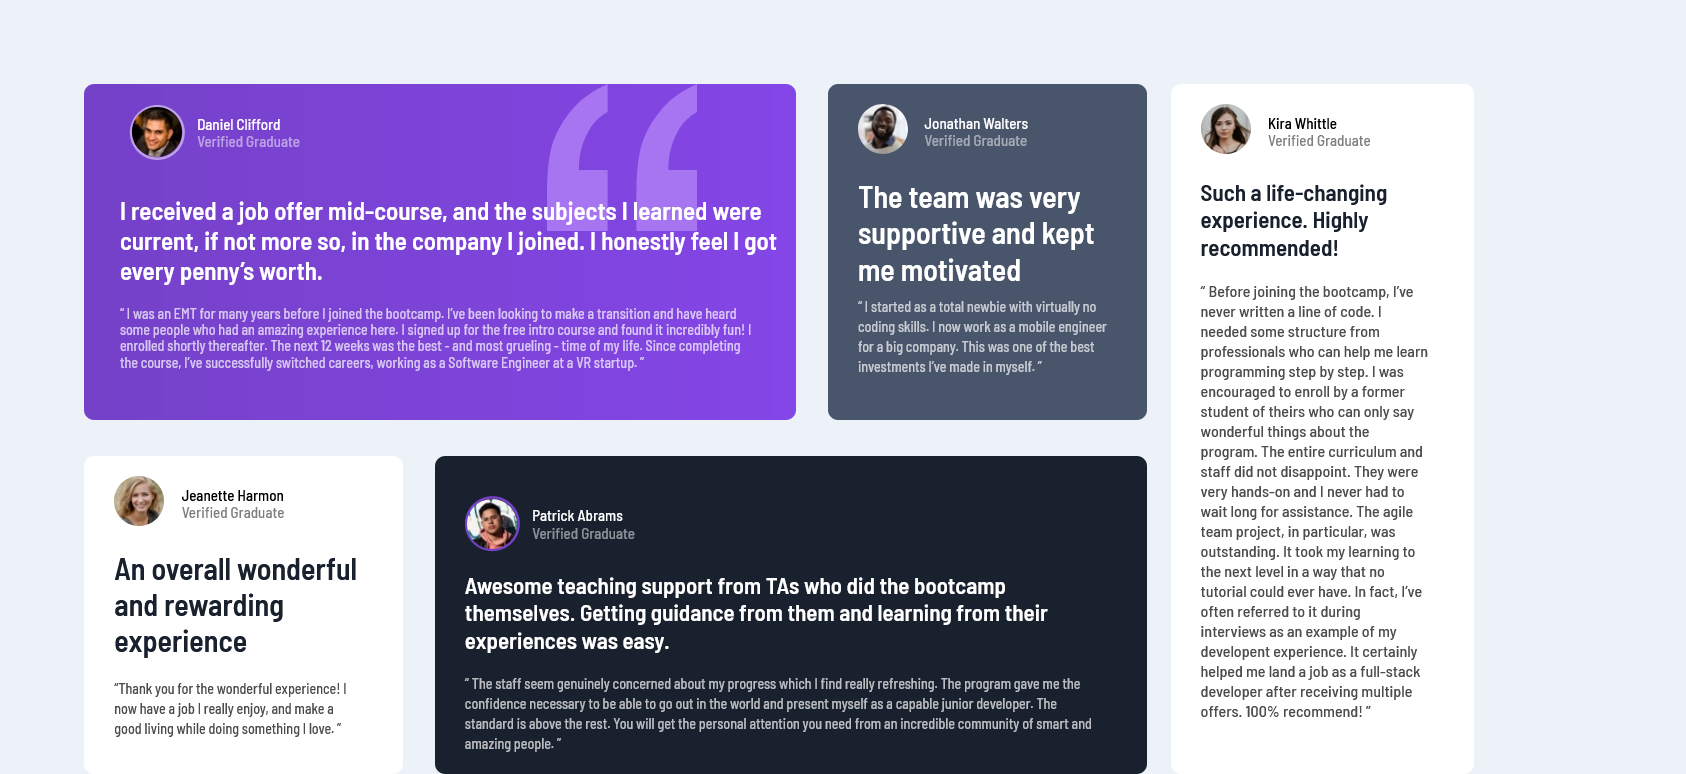 Daniel Clifford
Verified Graduate
I received a job offer mid-course, and the subjects I learned were
current, if not more so, in the company I joined. I honestly feel I got
every penny’s worth.
“ I was an EMT for many years before I joined the bootcamp. I’ve been looking to make a transition and have heard
some people who had an amazing experience here. I signed up for the free intro course and found it incredibly fun! I
enrolled shortly thereafter. The next 12 weeks was the best - and most grueling - time of my life. Since completing
the course, I’ve successfully switched careers, working as a Software Engineer at a VR startup. ”
Jonathan Walters
Verified Graduate
The team was very
supportive and kept
me motivated
“ I started as a total newbie with virtually no
coding skills. I now work as a mobile engineer
for a big company. This was one of the best
investments I’ve made in myself. ”
Kira Whittle
Verified Graduate
Such a life-changing
experience. Highly
recommended!
“ Before joining the bootcamp, I’ve
never written a line of code. I
needed some structure from
professionals who can help me learn
programming step by step. I was
encouraged to enroll by a former
student of theirs who can only say
wonderful things about the
program. The entire curriculum and
staff did not disappoint. They were
very hands-on and I never had to
wait long for assistance. The agile
team project, in particular, was
outstanding. It took my learning to
the next level in a way that no
tutorial could ever have. In fact, I’ve
often referred to it during
interviews as an example of my
developent experience. It certainly
helped me land a job as a full-stack
developer after receiving multiple
offers. 100% recommend! ”
Jeanette Harmon
Verified Graduate
An overall wonderful
and rewarding
experience
“Thank you for the wonderful experience! I
now have a job I really enjoy, and make a
good living while doing something I love. ”
Patrick Abrams
Verified Graduate
Awesome teaching support from TAs who did the bootcamp
themselves. Getting guidance from them and learning from their
experiences was easy.
“ The staff seem genuinely concerned about my progress which I find really refreshing. The program gave me the
confidence necessary to be able to go out in the world and present myself as a capable junior developer. The
standard is above the rest. You will get the personal attention you need from an incredible community of smart and
amazing people. ”